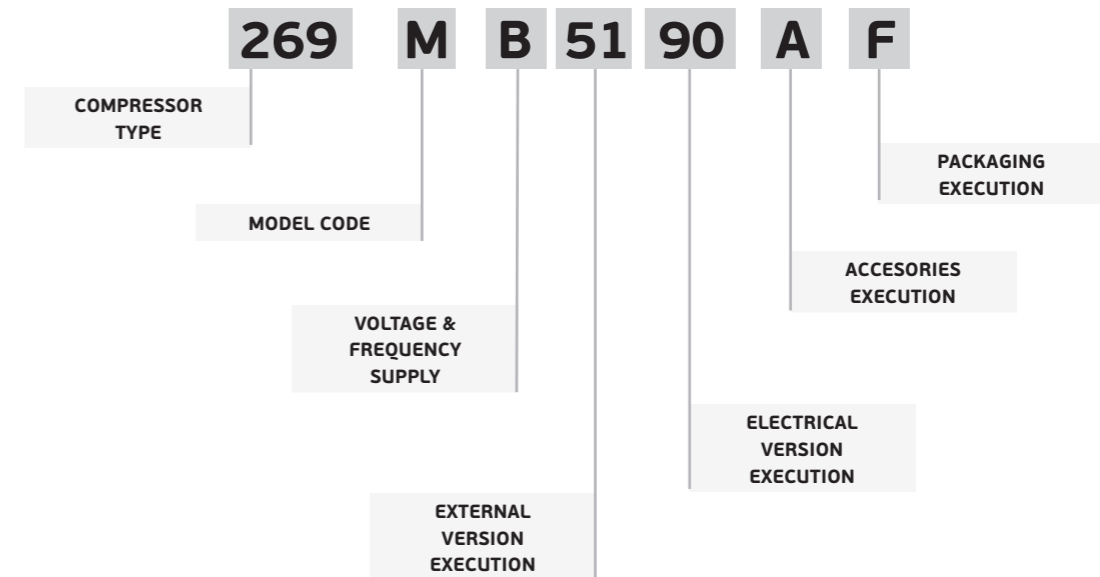 269 M B 51 90 A F
COMPRESSOR
TYPE
PACKAGING
EXECUTION
MODEL CODE
ACCESORIES
EXECUTION
VOLTAGE &
FREQUENCY
SUPPLY
ELECTRICAL
VERSION
EXECUTION
EXTERNAL
VERSION
EXECUTION